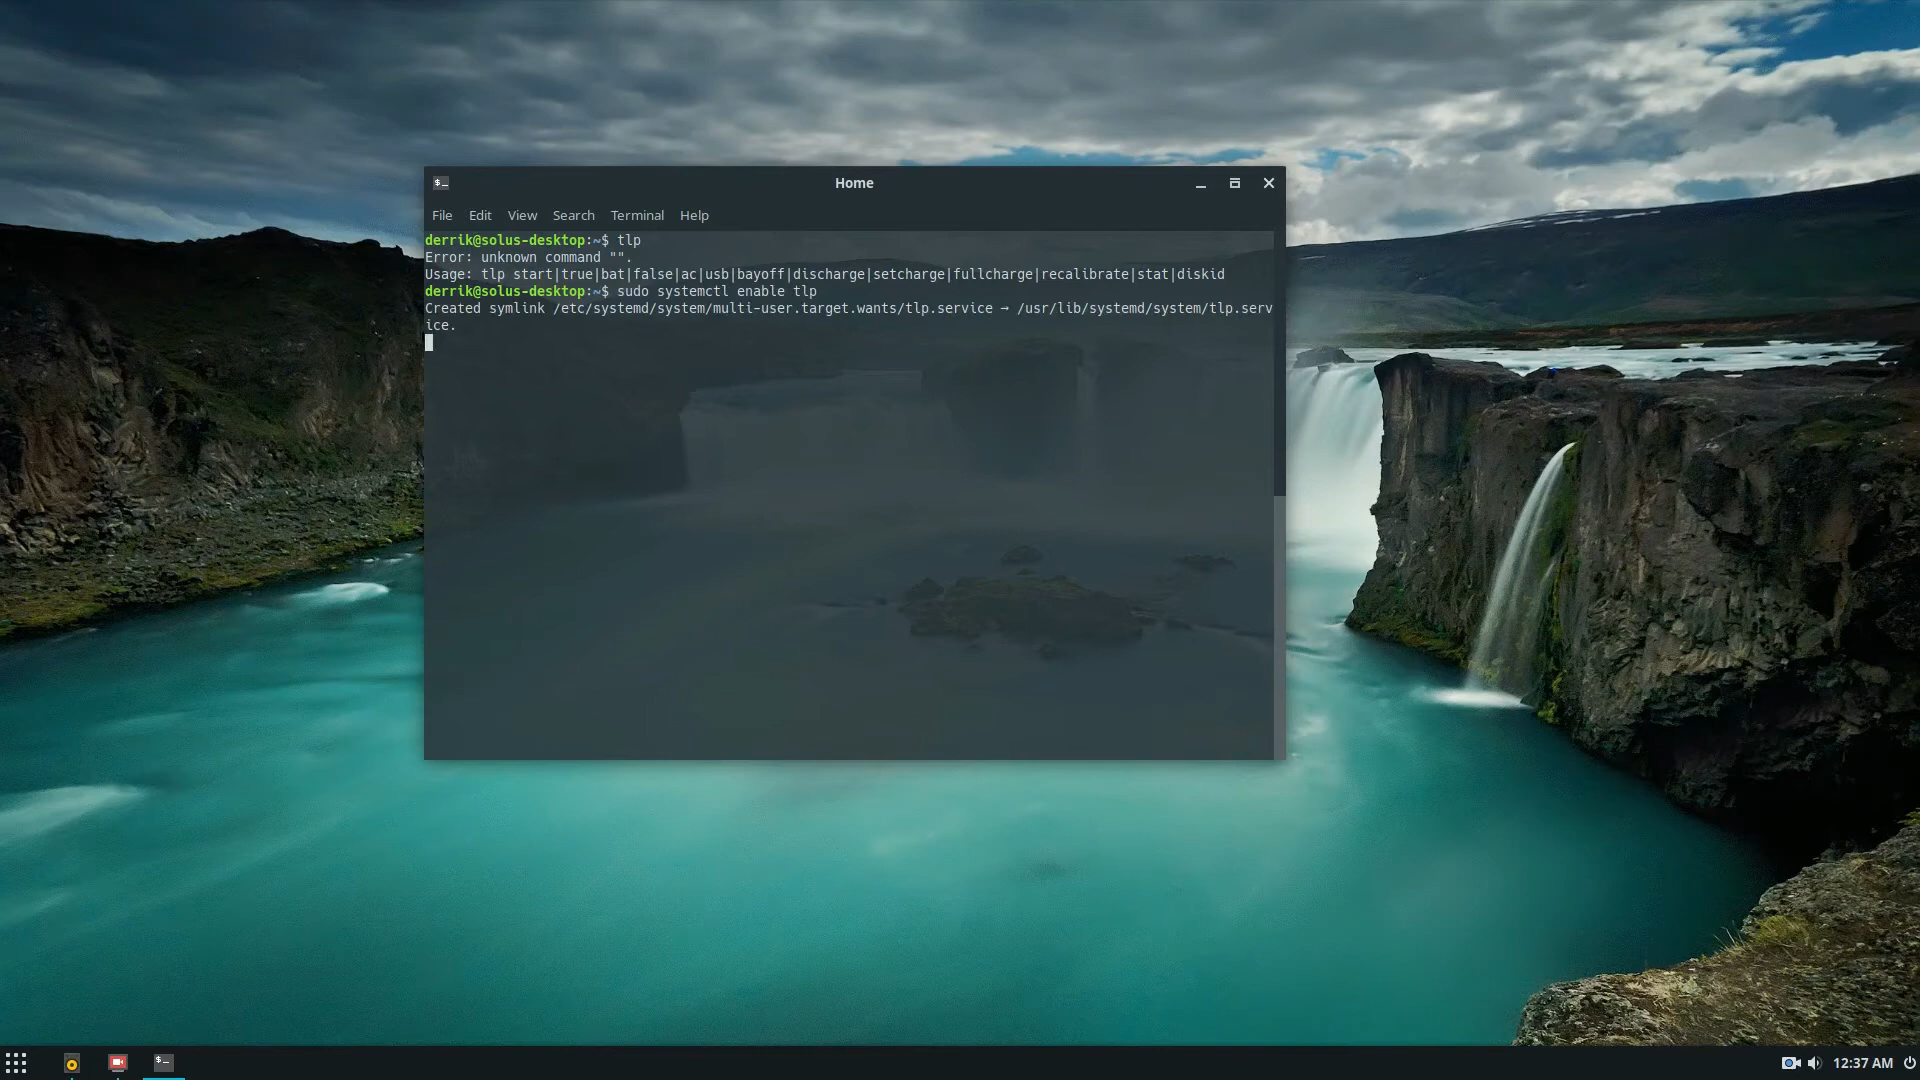 Home
File Edit View Search Terminal Help
derrik@solus-desktop:~$ tlp
Error: unknown command "".
Usage: tlp start|true|bat|false|ac|usb|bayoff|discharge|setcharge|fullcharge|recalibrate|stat|diskid
derrik@solus-desktop:~$ sudo systemctl enable tlp
Created symlink /etc/systemd/system/multi-user.target.wants/tlp.service → /usr/lib/systemd/system/tlp.serv
ice.
12:37 AM